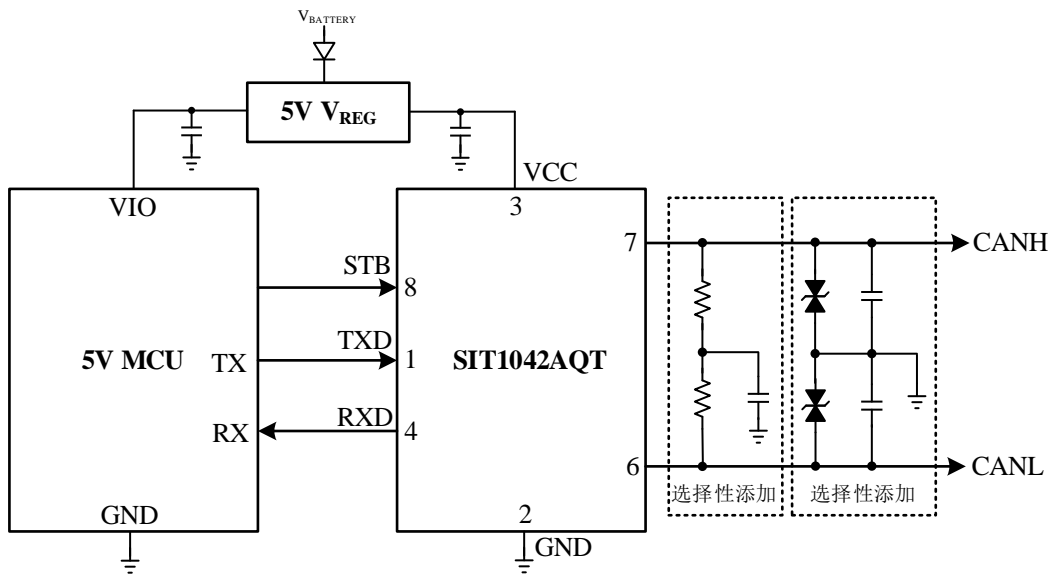 VBATTERY
5V VREG
VCC
VIO
3
7
CANH
STB
8
TXD
5V MCU
TX
1
SIT1042AQT
RXD
RX
4
6
CANL
选择性添加
选择性添加
GND
2
GND